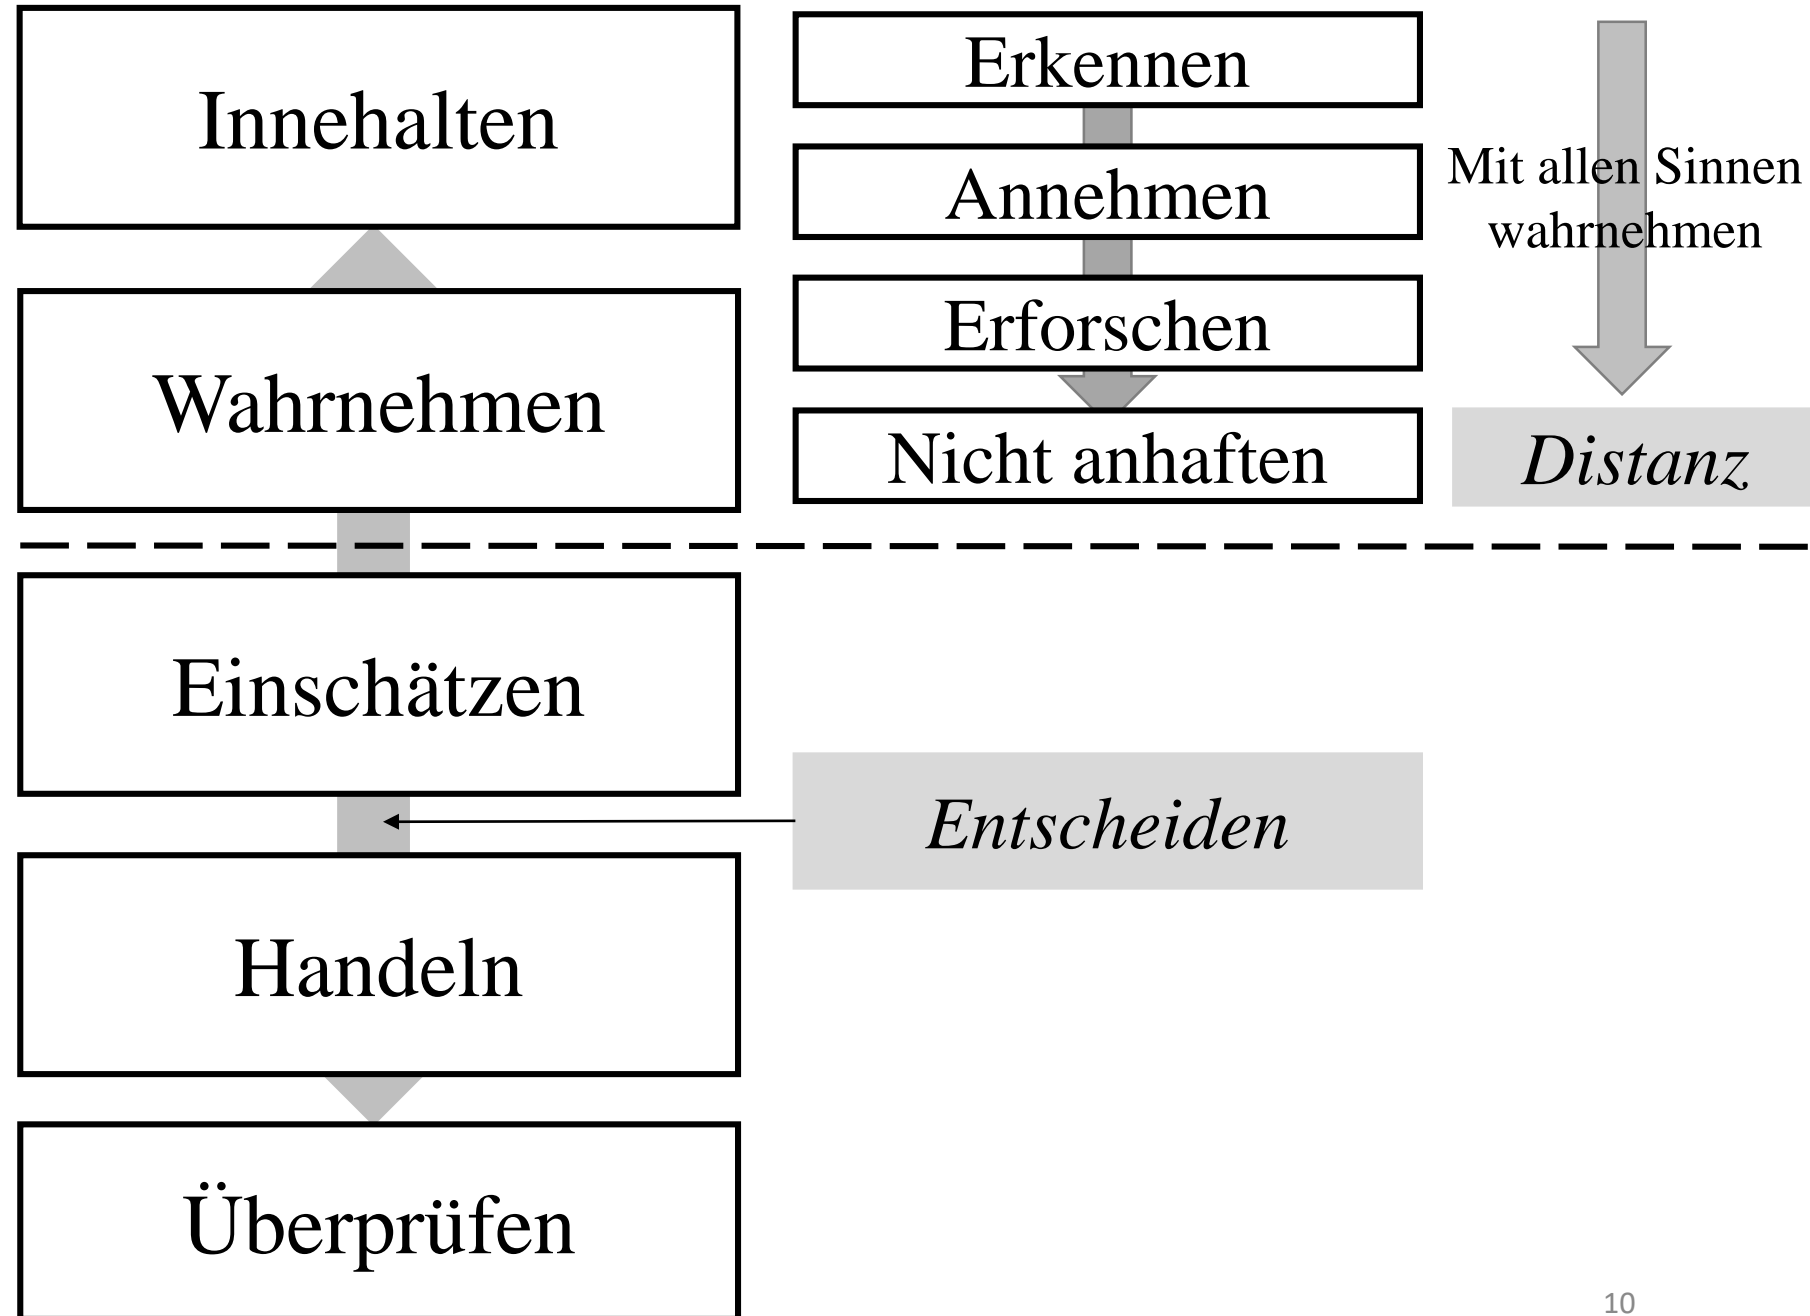 Innehalten
Wahrnehmen
Einschätzen
Handeln
Überprüfen
Erkennen
Annehmen
Erforschen
Nicht anhaften
Mit allen Sinnen
wahrnehmen
Distanz
Entscheiden
10